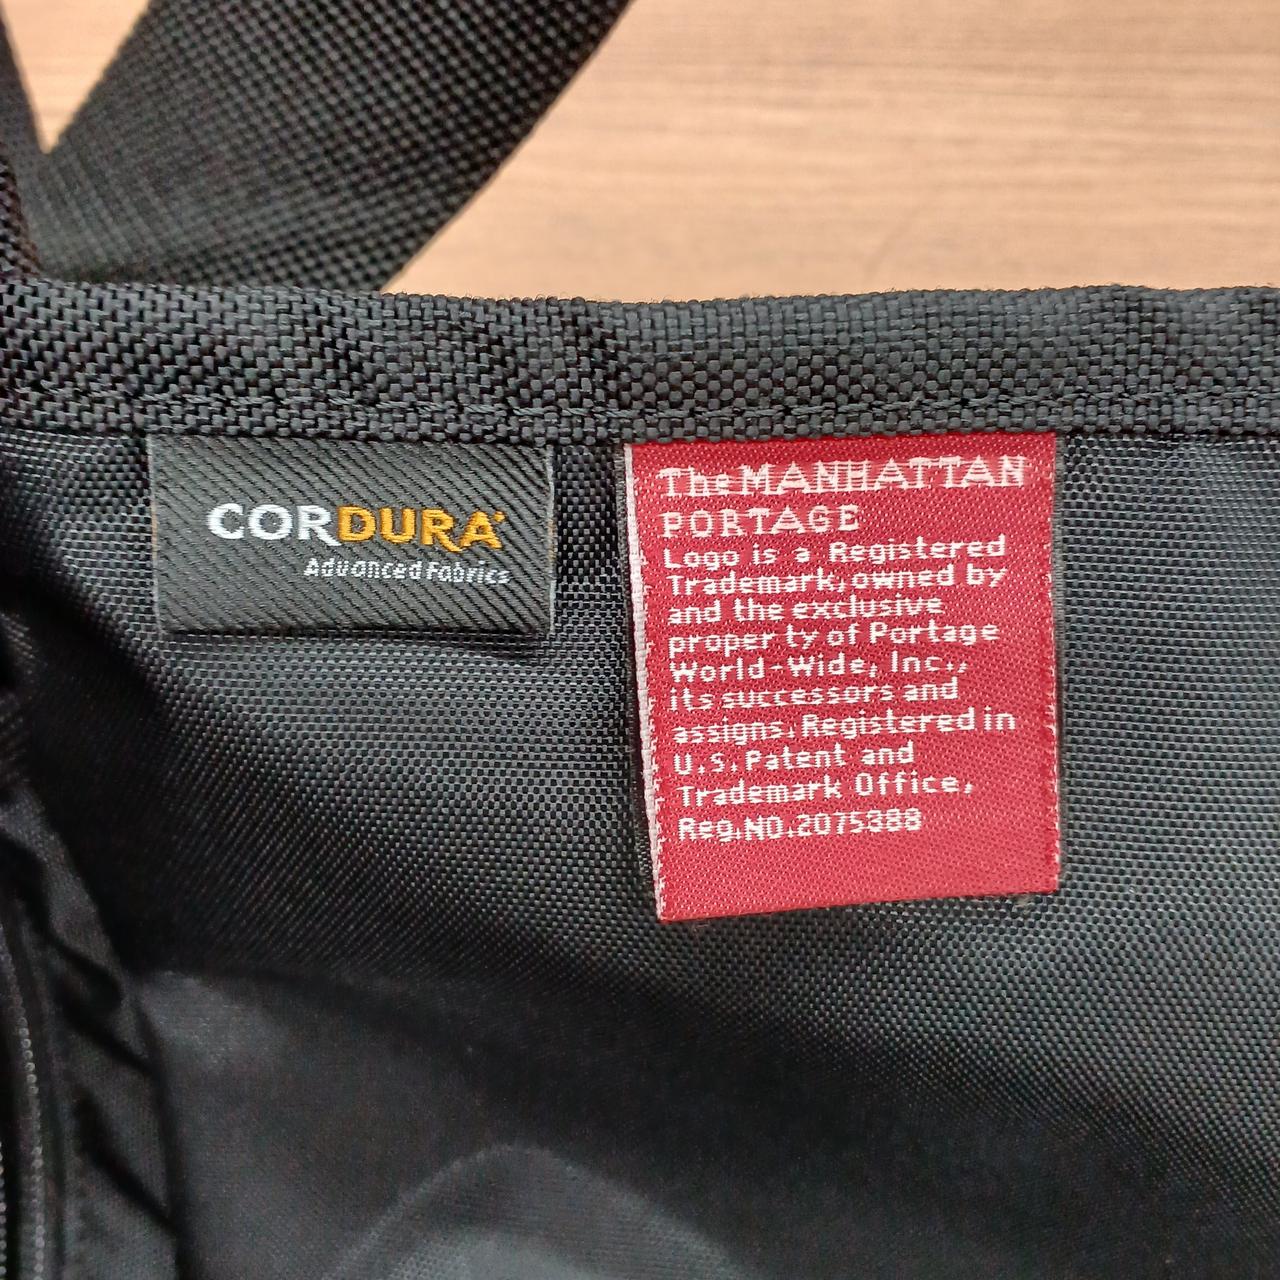 CORDURA
Advanced Fabrics
The MANHATTAN
PORTAGE
Logo is a Registered
Trademark, owned by
and the exclusive
property of Portage
World-Wide, Inc.,
its successors and
assigns. Registered in
U.S. Patent and
Trademark Office,
Reg.NO.2075388